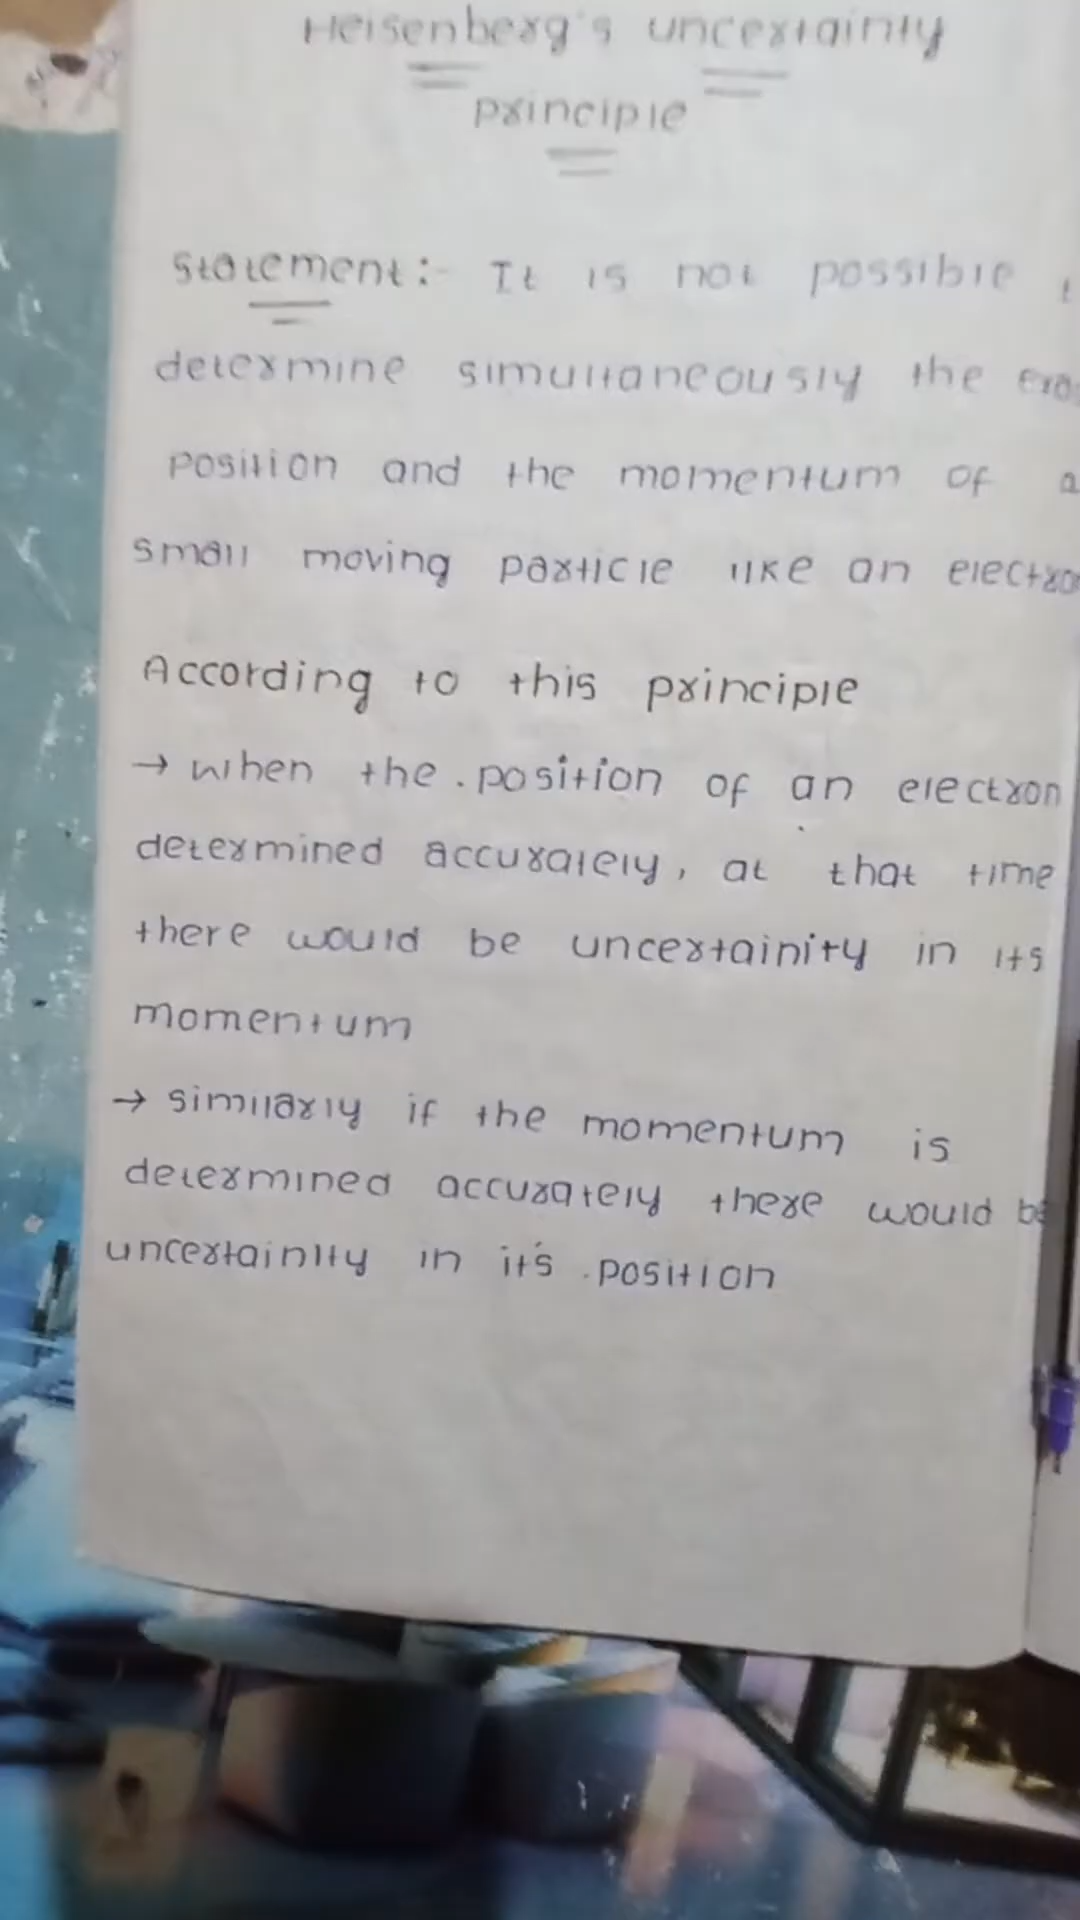 Heisenberg's uncertainty
principle
Statement:- It is not possible
determine simultaneously the
position and the momentum of a
small moving particle like an
According to this principle
→ when the position of an electron
determined accurately, at that time
there would be uncertainity in its
momentum
→ similarly if the momentum is
determined accurately there would be
uncertainity in it's position